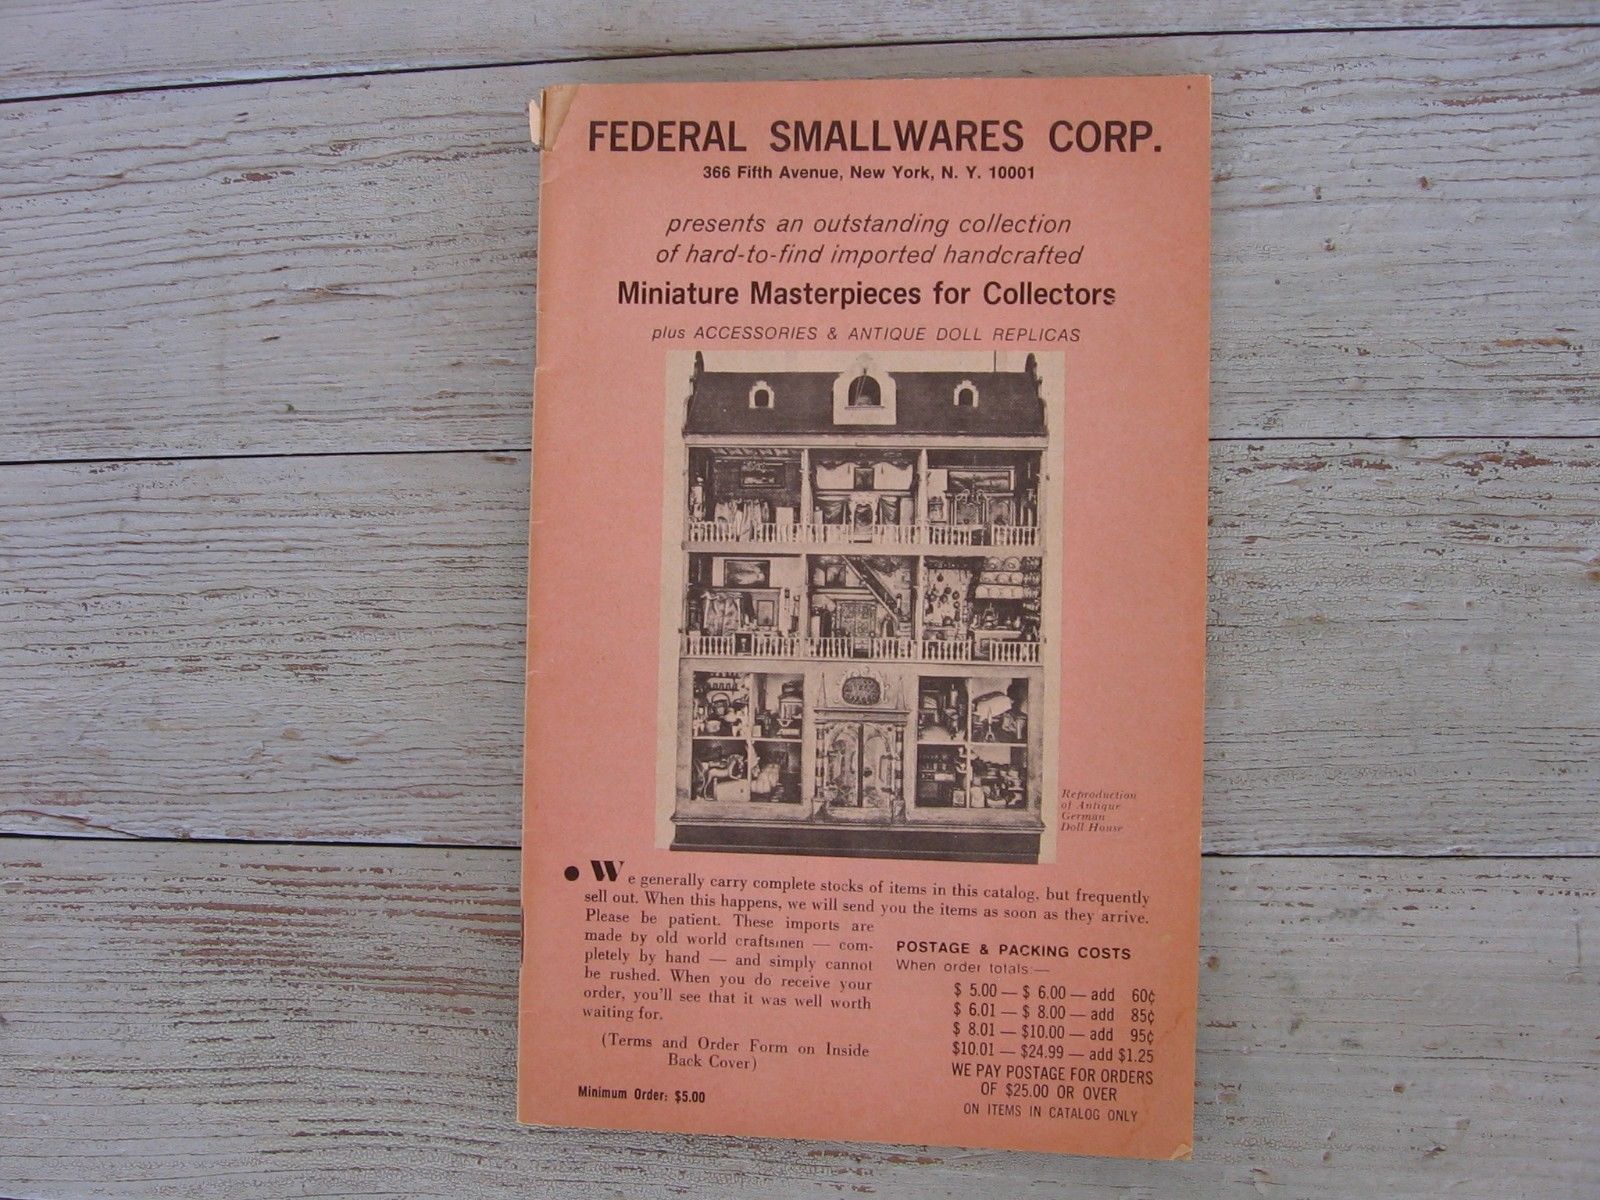 FEDERAL SMALLWARES CORP.
366 Fifth Avenue, New York, N. Y. 10001
presents an outstanding collection
of hard-to-find imported handcrafted
Miniature Masterpieces for Collectors
plus ACCESSORIES & ANTIQUE DOLL REPLICAS
Reproduction
of Antique
German
Doll House
• We generally carry complete stocks of items in this catalog, but frequently
sell out. When this happens, we will send you the items as soon as they arrive.
Please be patient. These imports are
made by old world craftsmen — com-
pletely by hand — and simply cannot
be rushed. When you do receive your
order, you'll see that it was well worth
waiting for.
(Terms and Order Form on Inside
Back Cover)
Minimum Order: $5.00
POSTAGE & PACKING COSTS
When order totals:—
$ 5.00 — $ 6.00 — add 60¢
$ 6.01 — $ 8.00 — add 85¢
$ 8.01 — $10.00 — add 95¢
$10.01 — $24.99 — add $1.25
WE PAY POSTAGE FOR ORDERS
OF $25.00 OR OVER
ON ITEMS IN CATALOG ONLY